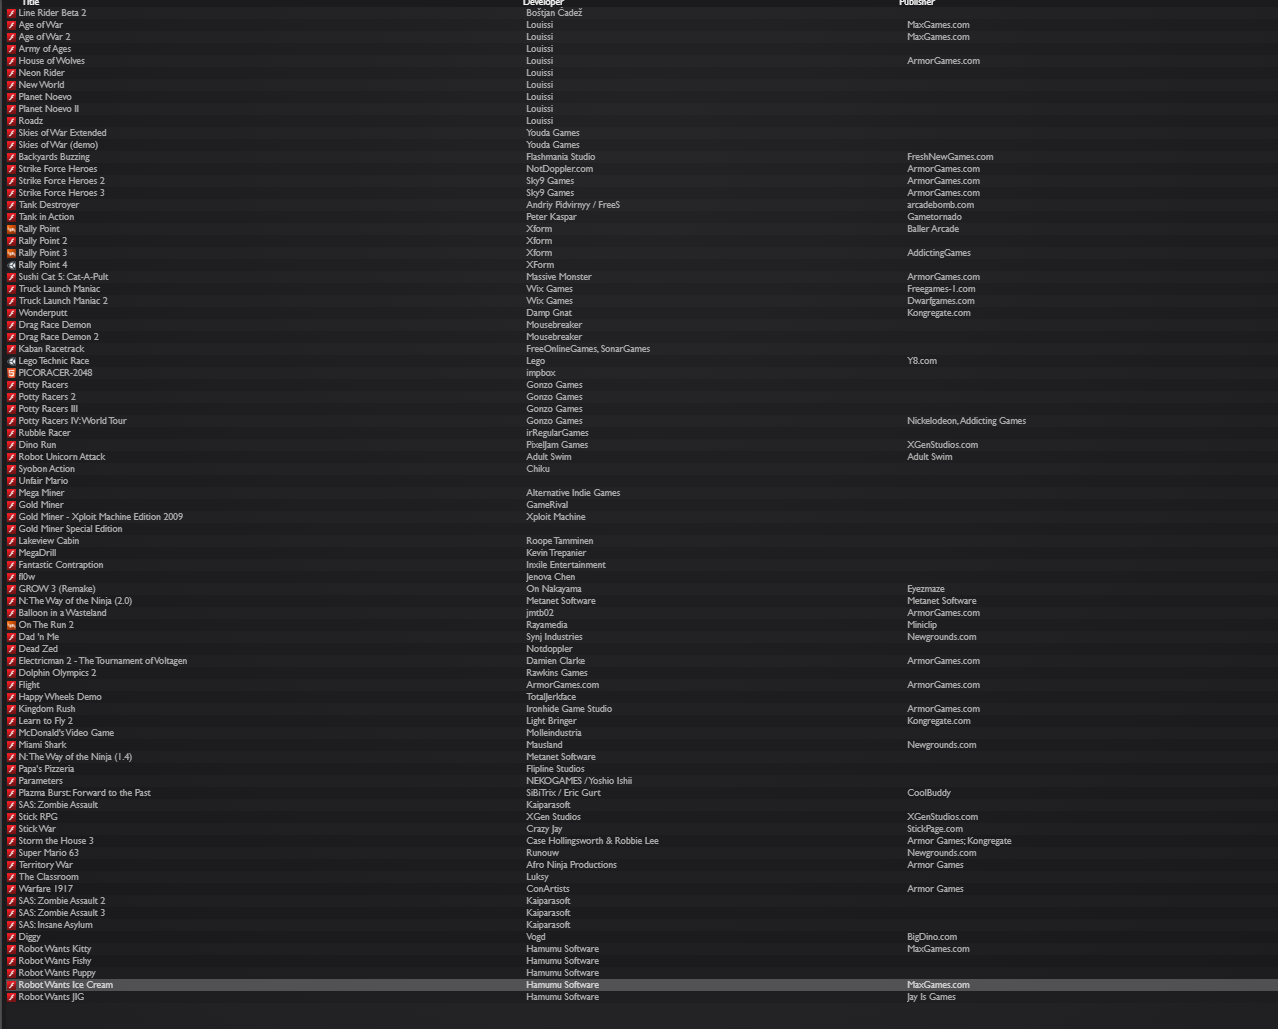 Title Developer Publisher
Line Rider Beta 2 Boštjan Čadež
Age of War Louissi MaxGames.com
Age of War 2 Louissi MaxGames.com
Army of Ages Louissi
House of Wolves Louissi ArmorGames.com
Neon Rider Louissi
New World Louissi
Planet Noevo Louissi
Planet Noevo II Louissi
Roadz Louissi
Skies of War Extended Youda Games
Skies of War (demo) Youda Games
Backyards Buzzing Flashmania Studio FreshNewGames.com
Strike Force Heroes NotDoppler.com ArmorGames.com
Strike Force Heroes 2 Sky9 Games ArmorGames.com
Strike Force Heroes 3 Sky9 Games ArmorGames.com
Tank Destroyer Andriy Pidvirnyy / FreeS arcadebomb.com
Tank in Action Peter Kaspar Gametornado
Rally Point Xform Baller Arcade
Rally Point 2 Xform
Rally Point 3 Xform AddictingGames
Rally Point 4 XForm
Sushi Cat 5: Cat-A-Pult Massive Monster ArmorGames.com
Truck Launch Maniac Wix Games Freegames-1.com
Truck Launch Maniac 2 Wix Games Dwarfgames.com
Wonderputt Damp Gnat Kongregate.com
Drag Race Demon Mousebreaker
Drag Race Demon 2 Mousebreaker
Kaban Racetrack FreeOnlineGames, SonarGames
Lego Technic Race Lego Y8.com
PICORACER-2048 impbox
Potty Racers Gonzo Games
Potty Racers 2 Gonzo Games
Potty Racers III Gonzo Games
Potty Racers IV: World Tour Gonzo Games Nickelodeon, Addicting Games
Rubble Racer irRegularGames
Dino Run PixelJam Games XGenStudios.com
Robot Unicorn Attack Adult Swim Adult Swim
Syobon Action Chiku
Unfair Mario
Mega Miner Alternative Indie Games
Gold Miner GameRival
Gold Miner - Xploit Machine Edition 2009 Xploit Machine
Gold Miner Special Edition
Lakeview Cabin Roope Tamminen
MegaDrill Kevin Trepanier
Fantastic Contraption Inxile Entertainment
fl0w Jenova Chen
GROW 3 (Remake) On Nakayama Eyezmaze
N: The Way of the Ninja (2.0) Metanet Software Metanet Software
Balloon in a Wasteland jmtb02 ArmorGames.com
On The Run 2 Rayamedia Miniclip
Dad 'n Me Synj Industries Newgrounds.com
Dead Zed Notdoppler
Electricman 2 - The Tournament of Voltagen Damien Clarke ArmorGames.com
Dolphin Olympics 2 Rawkins Games
Flight ArmorGames.com ArmorGames.com
Happy Wheels Demo TotalJerkface
Kingdom Rush Ironhide Game Studio ArmorGames.com
Learn to Fly 2 Light Bringer Kongregate.com
McDonald's Video Game Molleindustria
Miami Shark Mausland Newgrounds.com
N: The Way of the Ninja (1.4) Metanet Software
Papa's Pizzeria Flipline Studios
Parameters NEKOGAMES / Yoshio Ishii
Plazma Burst: Forward to the Past SiBiTrix / Eric Gurt CoolBuddy
SAS: Zombie Assault Kaiparasoft
Stick RPG XGen Studios XGenStudios.com
Stick War Crazy Jay StickPage.com
Storm the House 3 Case Hollingsworth & Robbie Lee Armor Games; Kongregate
Super Mario 63 Runouw Newgrounds.com
Territory War Afro Ninja Productions Armor Games
The Classroom Luksy
Warfare 1917 ConArtists Armor Games
SAS: Zombie Assault 2 Kaiparasoft
SAS: Zombie Assault 3 Kaiparasoft
SAS: Insane Asylum Kaiparasoft
Diggy Vogd BigDino.com
Robot Wants Kitty Hamumu Software MaxGames.com
Robot Wants Fishy Hamumu Software
Robot Wants Puppy Hamumu Software
Robot Wants Ice Cream Hamumu Software MaxGames.com
Robot Wants JIG Hamumu Software Jay Is Games